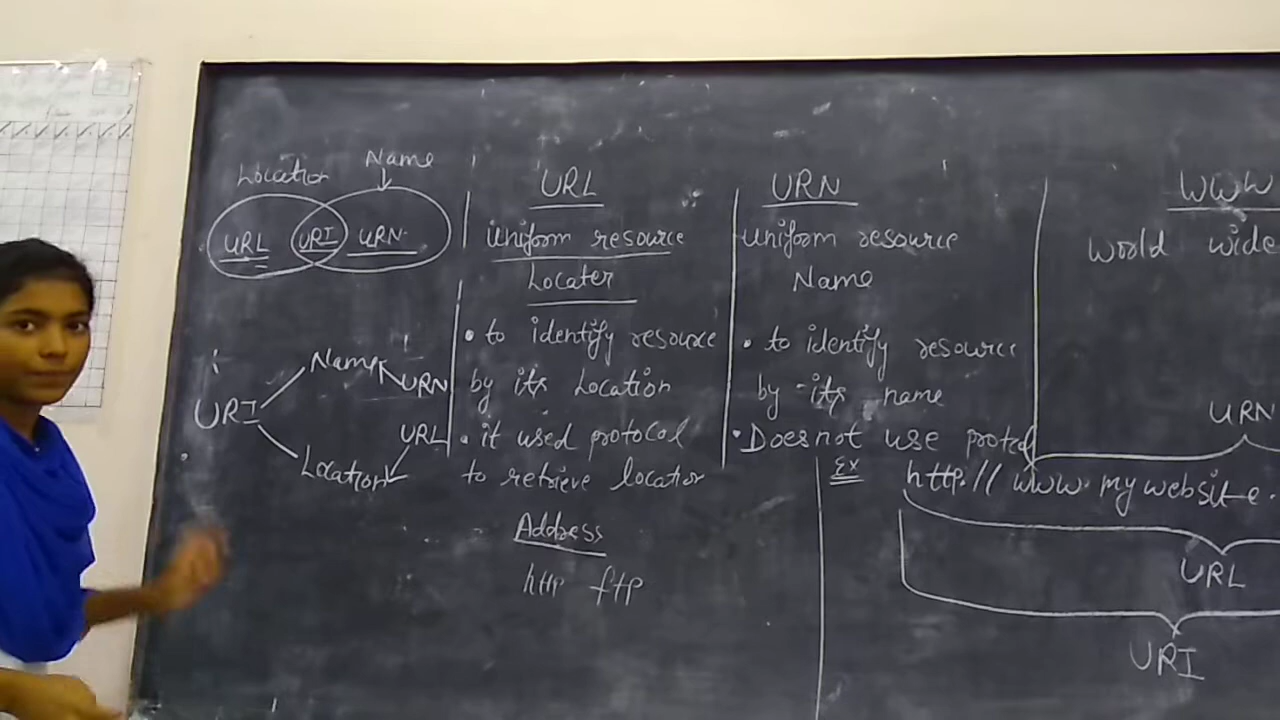 Location
Name
URL URI URN
URI
Name
URN
URL
Location
URL
Uniform resource
Locater
• to identify resource
by its Location
• it used protocol
to retrieve locator
Address
http ftp
URN
Uniform resource
Name
• to identify resource
by its name
• Does not use protocol
Ex
http://www.mywebsite.
URN
URL
URI
WWW
World wide